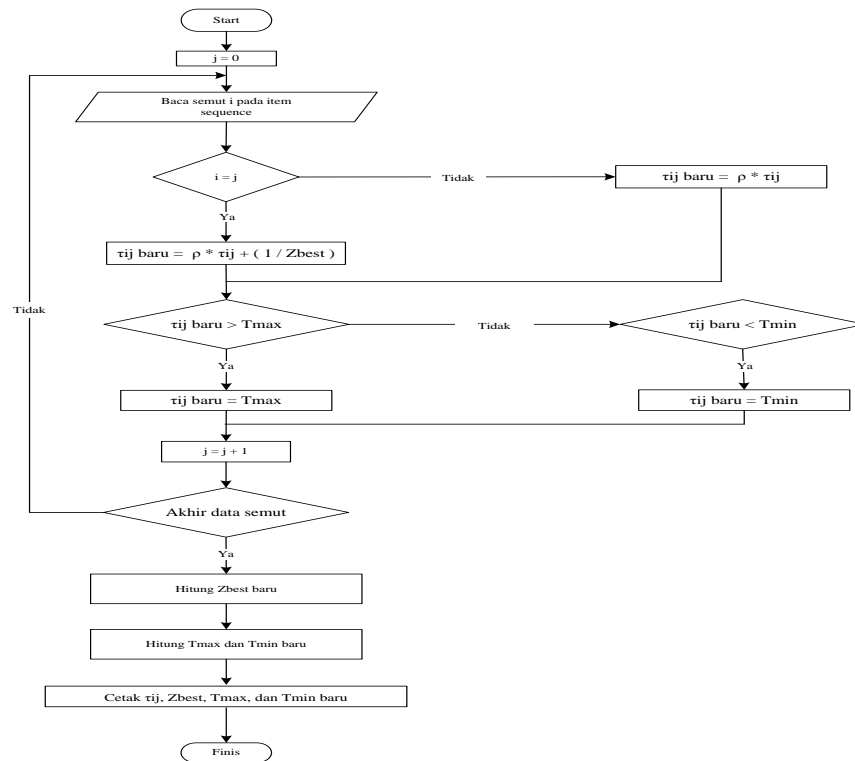 Start
j = 0
Baca semut i pada item
sequence
i = j
Tidak
τij baru = ρ * τij
Ya
τij baru = ρ * τij + ( 1 / Zbest )
Tidak
τij baru > Tmax
Tidak
τij baru < Tmin
Ya
Ya
τij baru = Tmax
τij baru = Tmin
j = j + 1
Akhir data semut
Ya
Hitung Zbest baru
Hitung Tmax dan Tmin baru
Cetak τij, Zbest, Tmax, dan Tmin baru
Finis